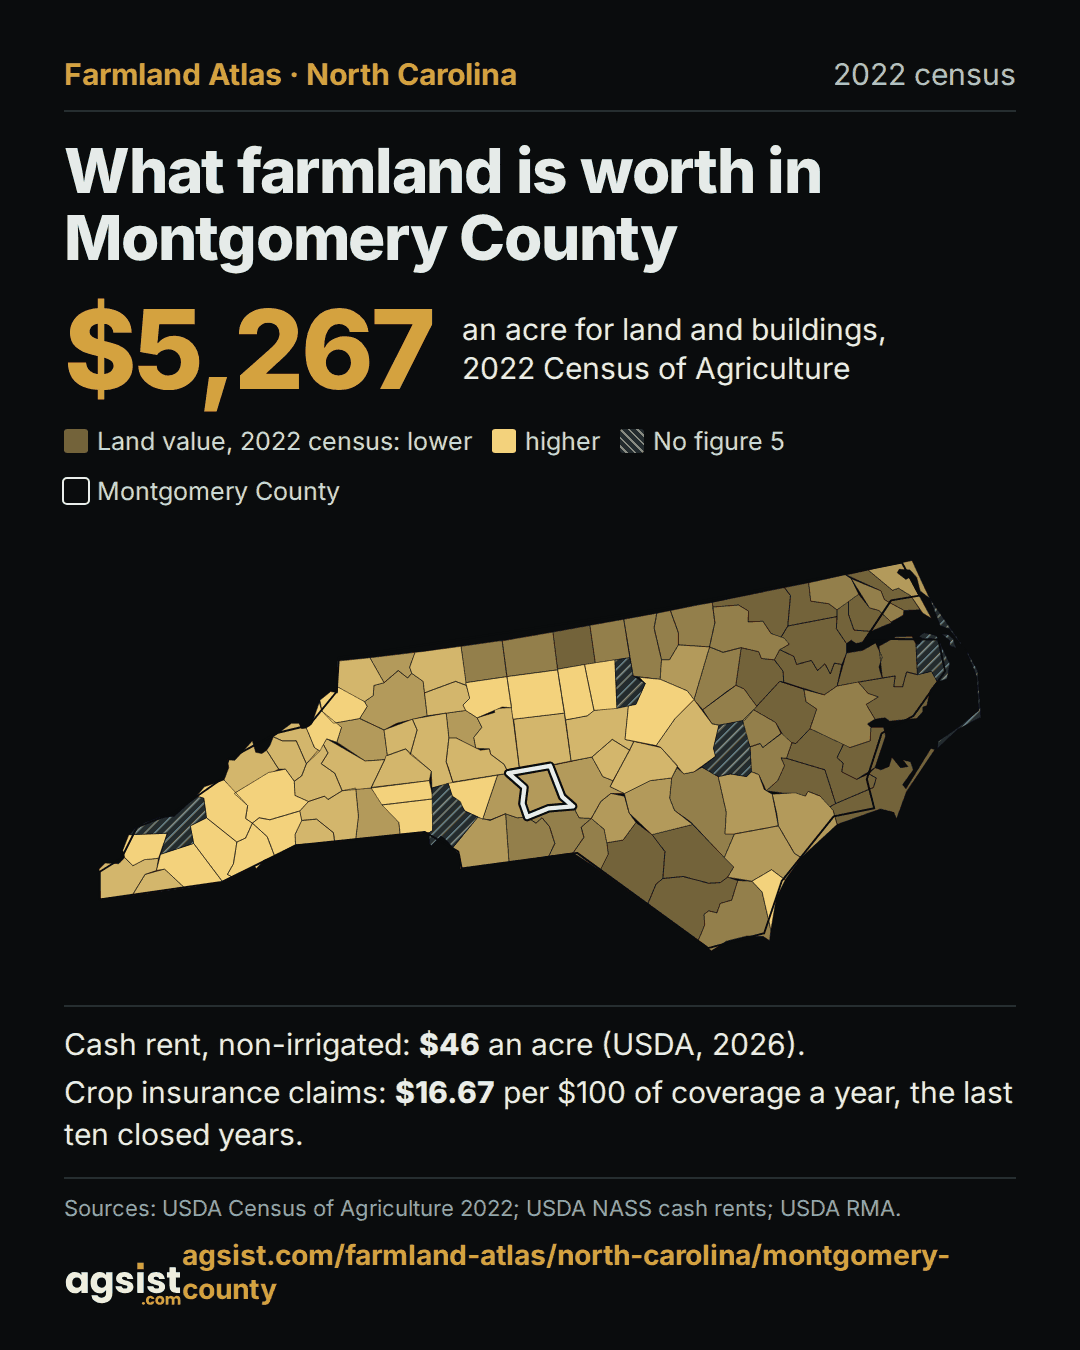 Farmland Atlas · North Carolina
2022 census
What farmland is worth in
Montgomery County
$5,267
an acre for land and buildings,
2022 Census of Agriculture
Land value, 2022 census: lower
higher
No figure 5
Montgomery County
Cash rent, non-irrigated: $46 an acre (USDA, 2026).
Crop insurance claims: $16.67 per $100 of coverage a year, the last
ten closed years.
Sources: USDA Census of Agriculture 2022; USDA NASS cash rents; USDA RMA.
agsist.com
agsist.com/farmland-atlas/north-carolina/montgomery-
county